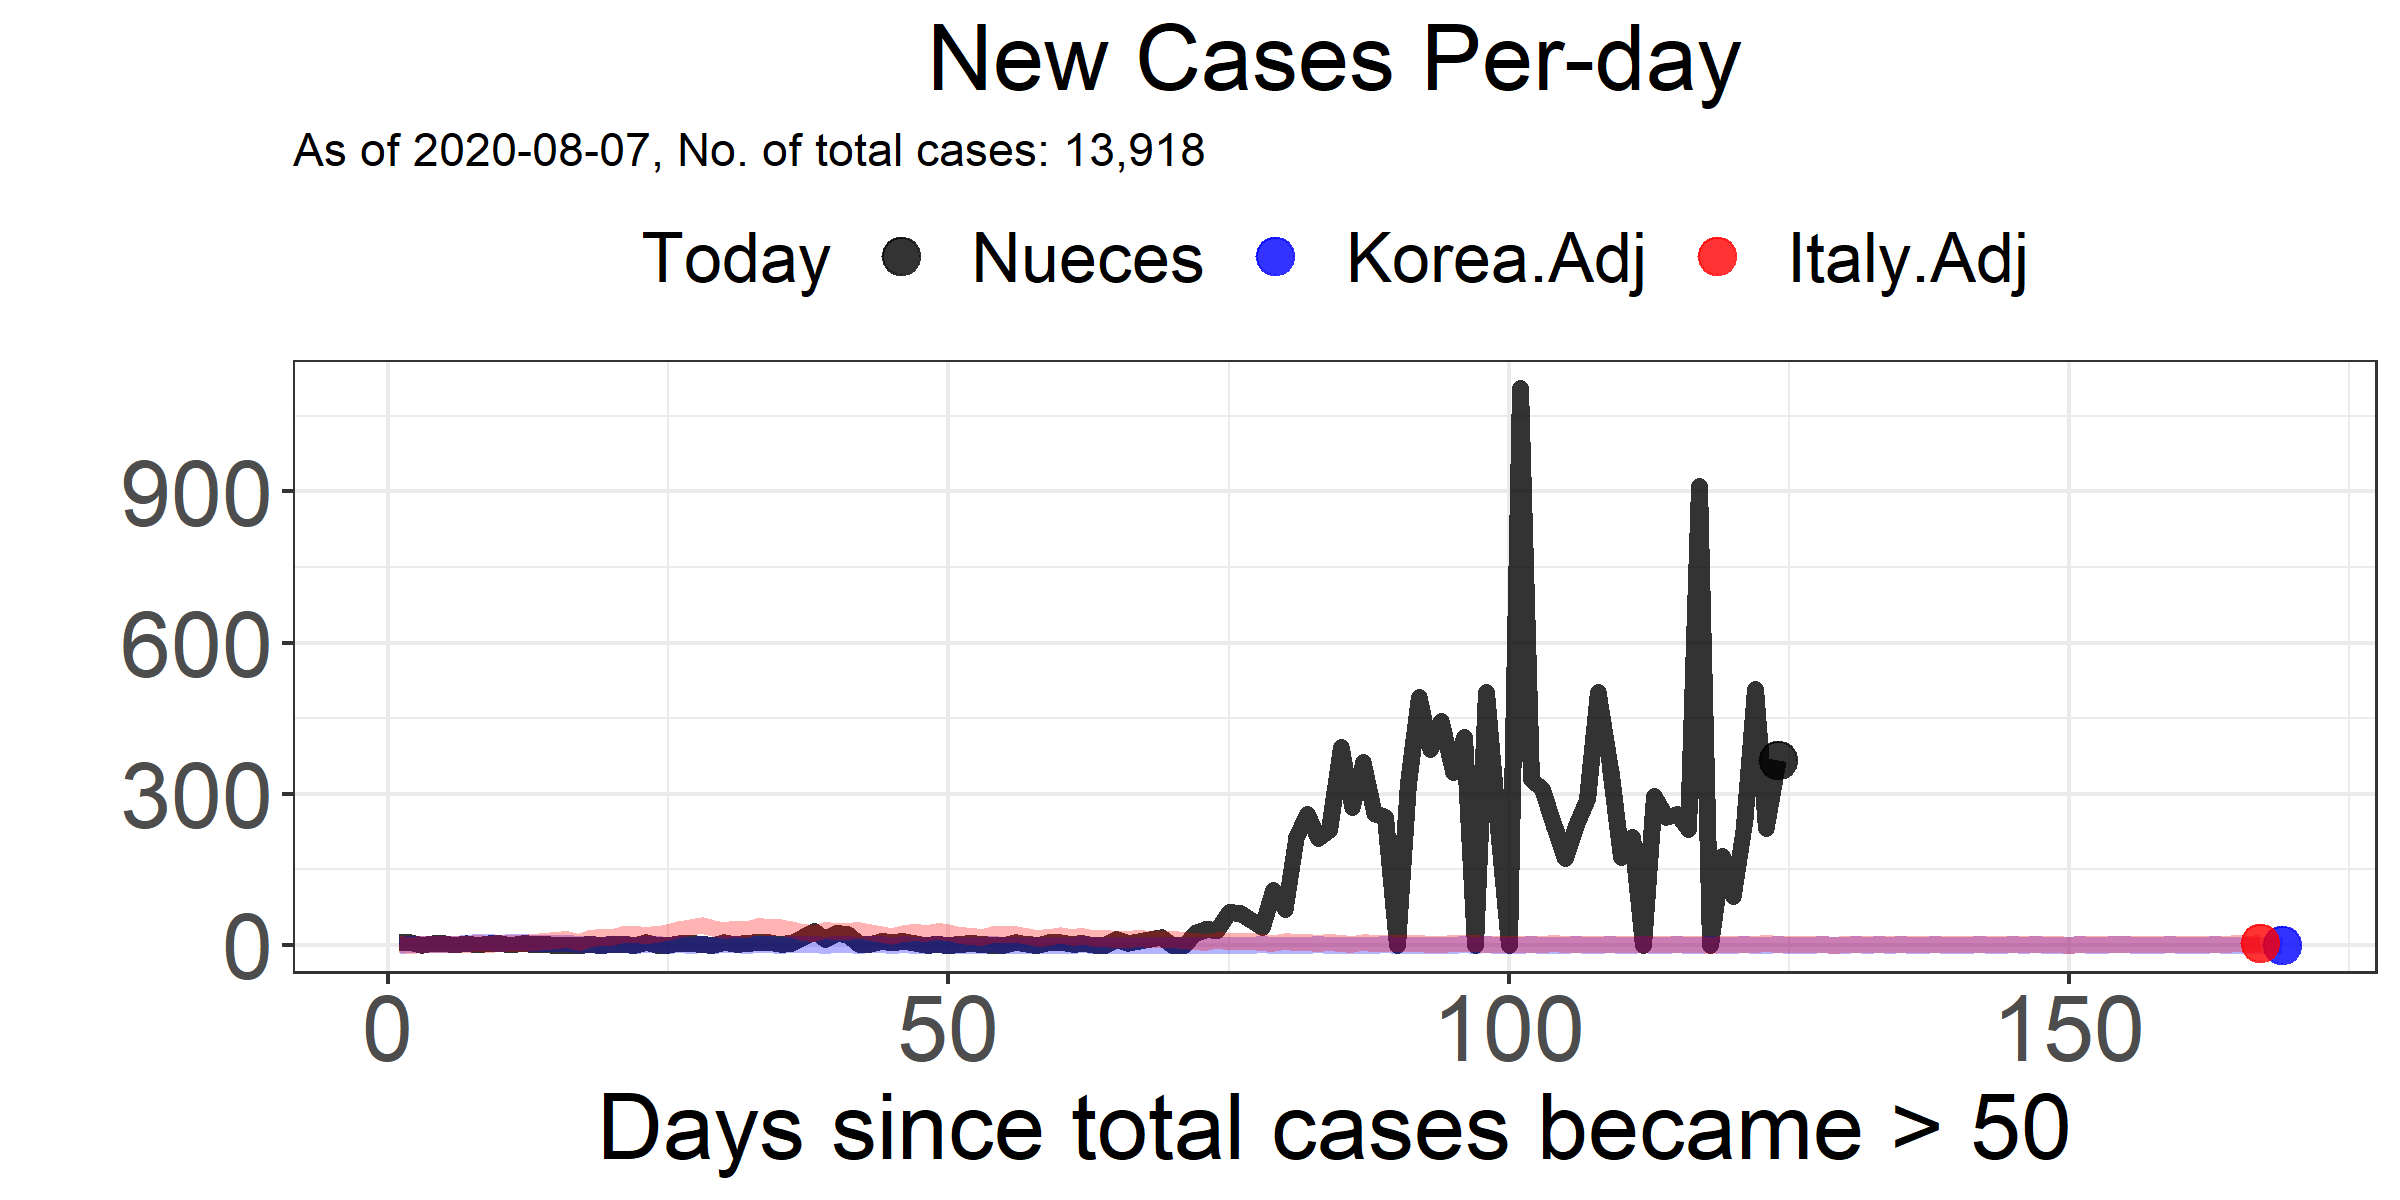 New Cases Per-day
As of 2020-08-07, No. of total cases: 13,918
Today Nueces Korea.Adj Italy.Adj
900
600
300
0
0 50 100 150
Days since total cases became > 50